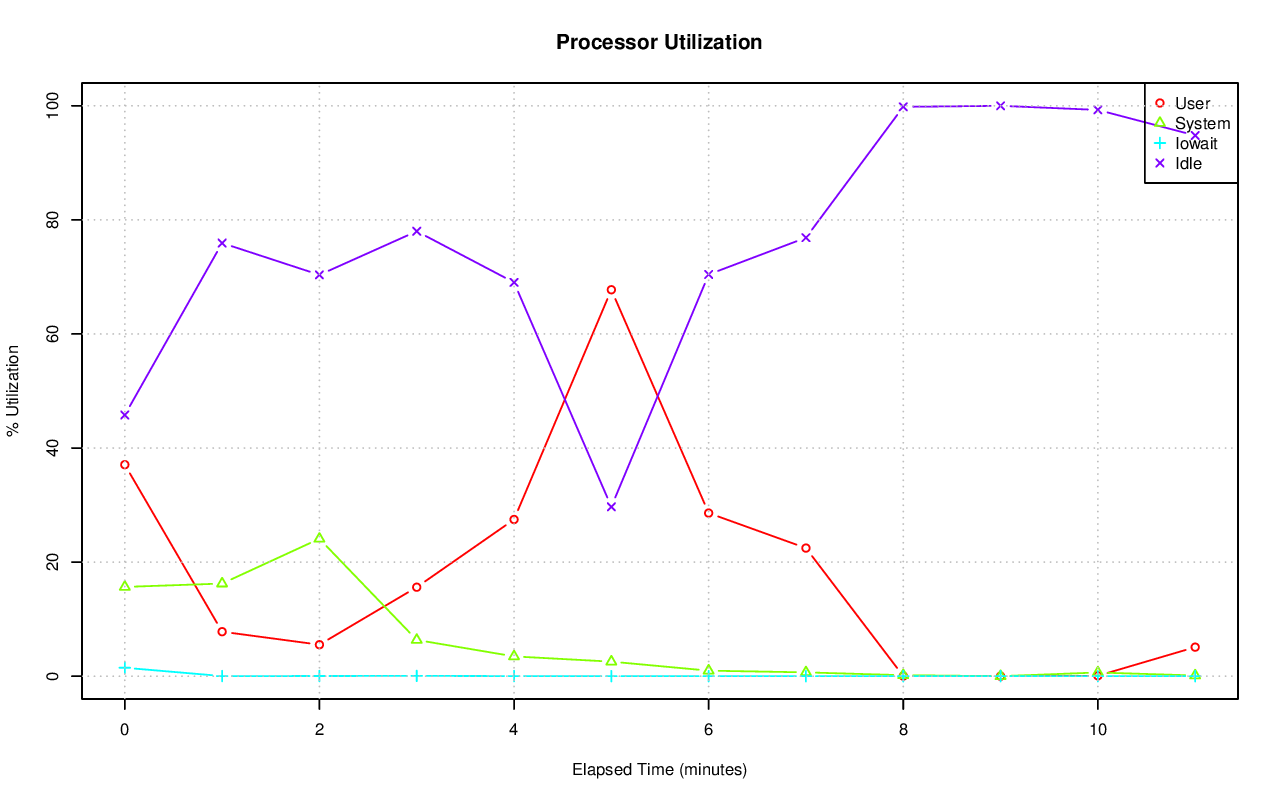 Processor Utilization
100
80
60
40
20
0
% Utilization
User
System
Iowait
Idle
0 2 4 6 8 10
Elapsed Time (minutes)